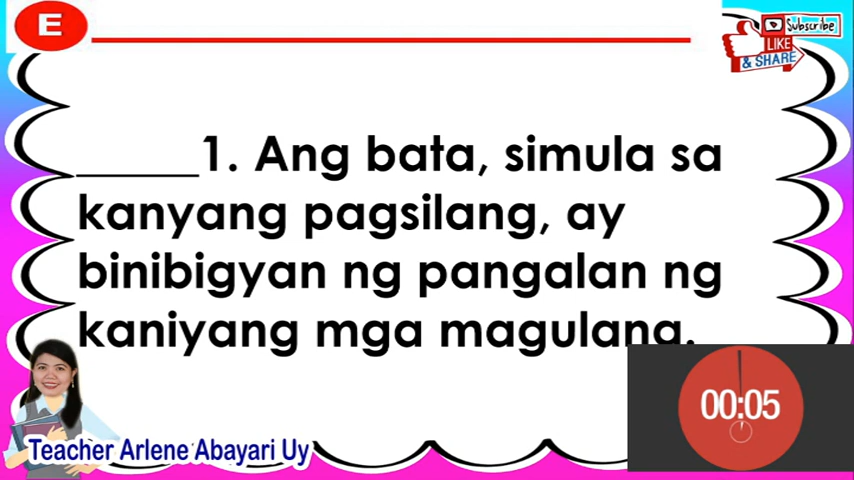 E
Subscribe
LIKE
& SHARE
_____1. Ang bata, simula sa
kanyang pagsilang, ay
binibigyan ng pangalan ng
kaniyang mga magulang.
00:05
Teacher Arlene Abayari Uy